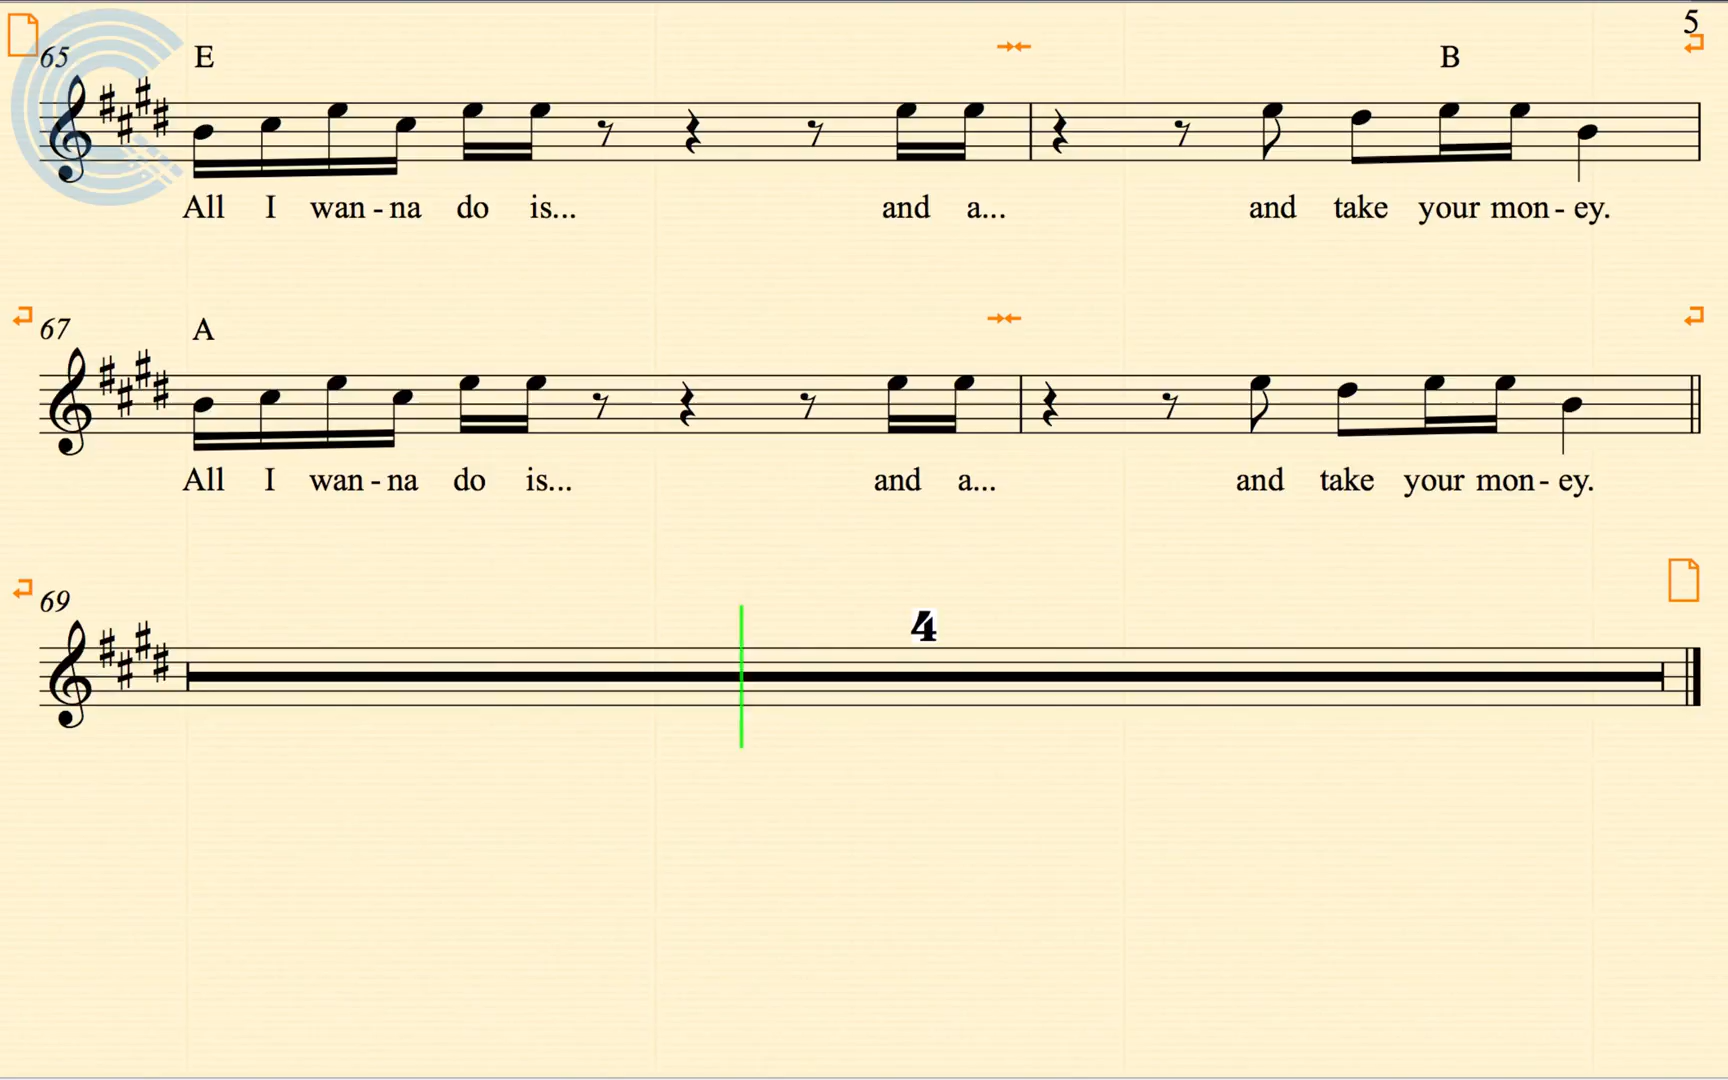 5
65 E B
All I wan - na do is... and a... and take your mon - ey.
67 A
All I wan - na do is... and a... and take your mon - ey.
69
4